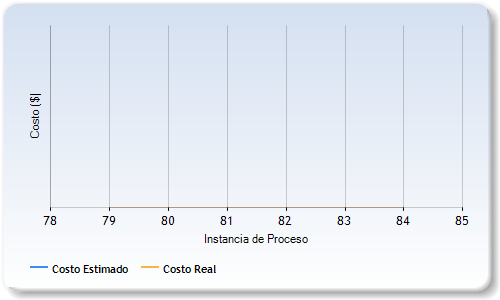 Costo ($)
78 79 80 81 82 83 84 85
Instancia de Proceso
Costo Estimado Costo Real